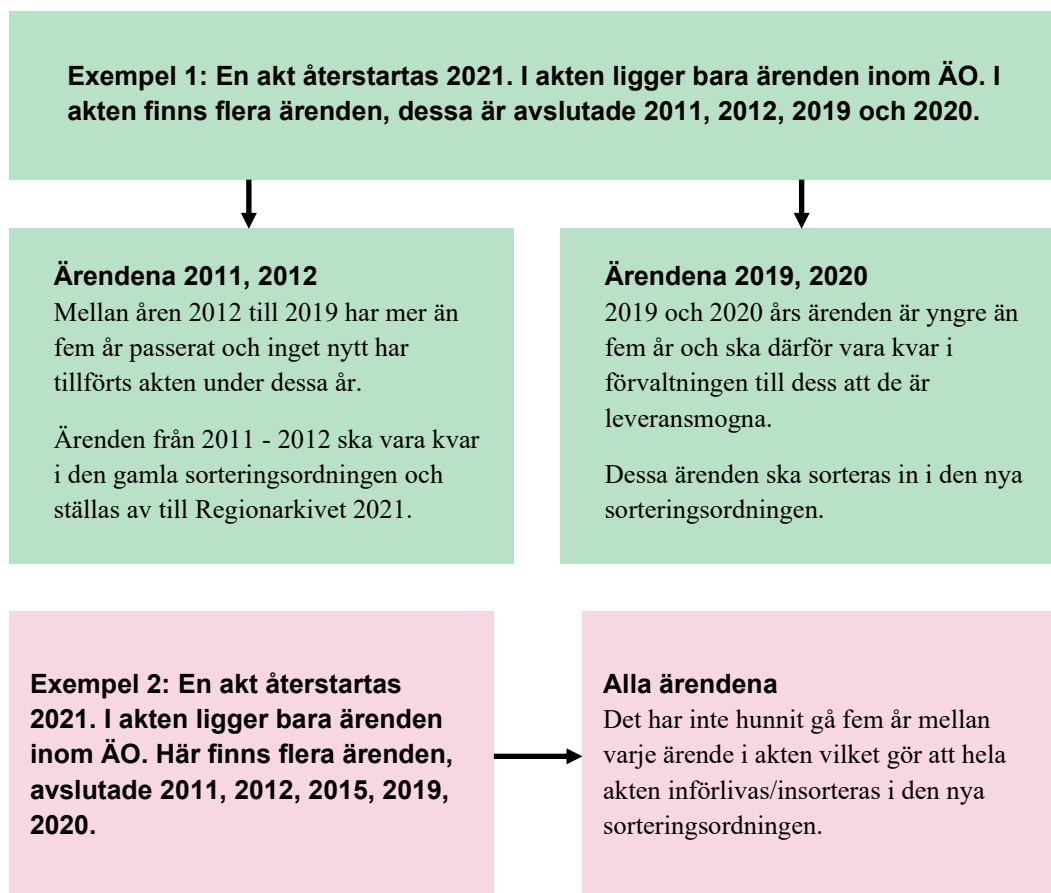 Exempel 1: En akt återstartas 2021. I akten ligger bara ärenden inom ÄO. I
akten finns flera ärenden, dessa är avslutade 2011, 2012, 2019 och 2020.
Ärendena 2011, 2012
Mellan åren 2012 till 2019 har mer än
fem år passerat och inget nytt har
tillförts akten under dessa år.
Ärenden från 2011 - 2012 ska vara kvar
i den gamla sorteringsordningen och
ställas av till Regionarkivet 2021.
Ärendena 2019, 2020
2019 och 2020 års ärenden är yngre än
fem år och ska därför vara kvar i
förvaltningen till dess att de är
leveransmogna.
Dessa ärenden ska sorteras in i den nya
sorteringsordningen.
Exempel 2: En akt återstartas
2021. I akten ligger bara ärenden
inom ÄO. Här finns flera ärenden,
avslutade 2011, 2012, 2015, 2019,
2020.
Alla ärendena
Det har inte hunnit gå fem år mellan
varje ärende i akten vilket gör att hela
akten införlivas/insorteras i den nya
sorteringsordningen.